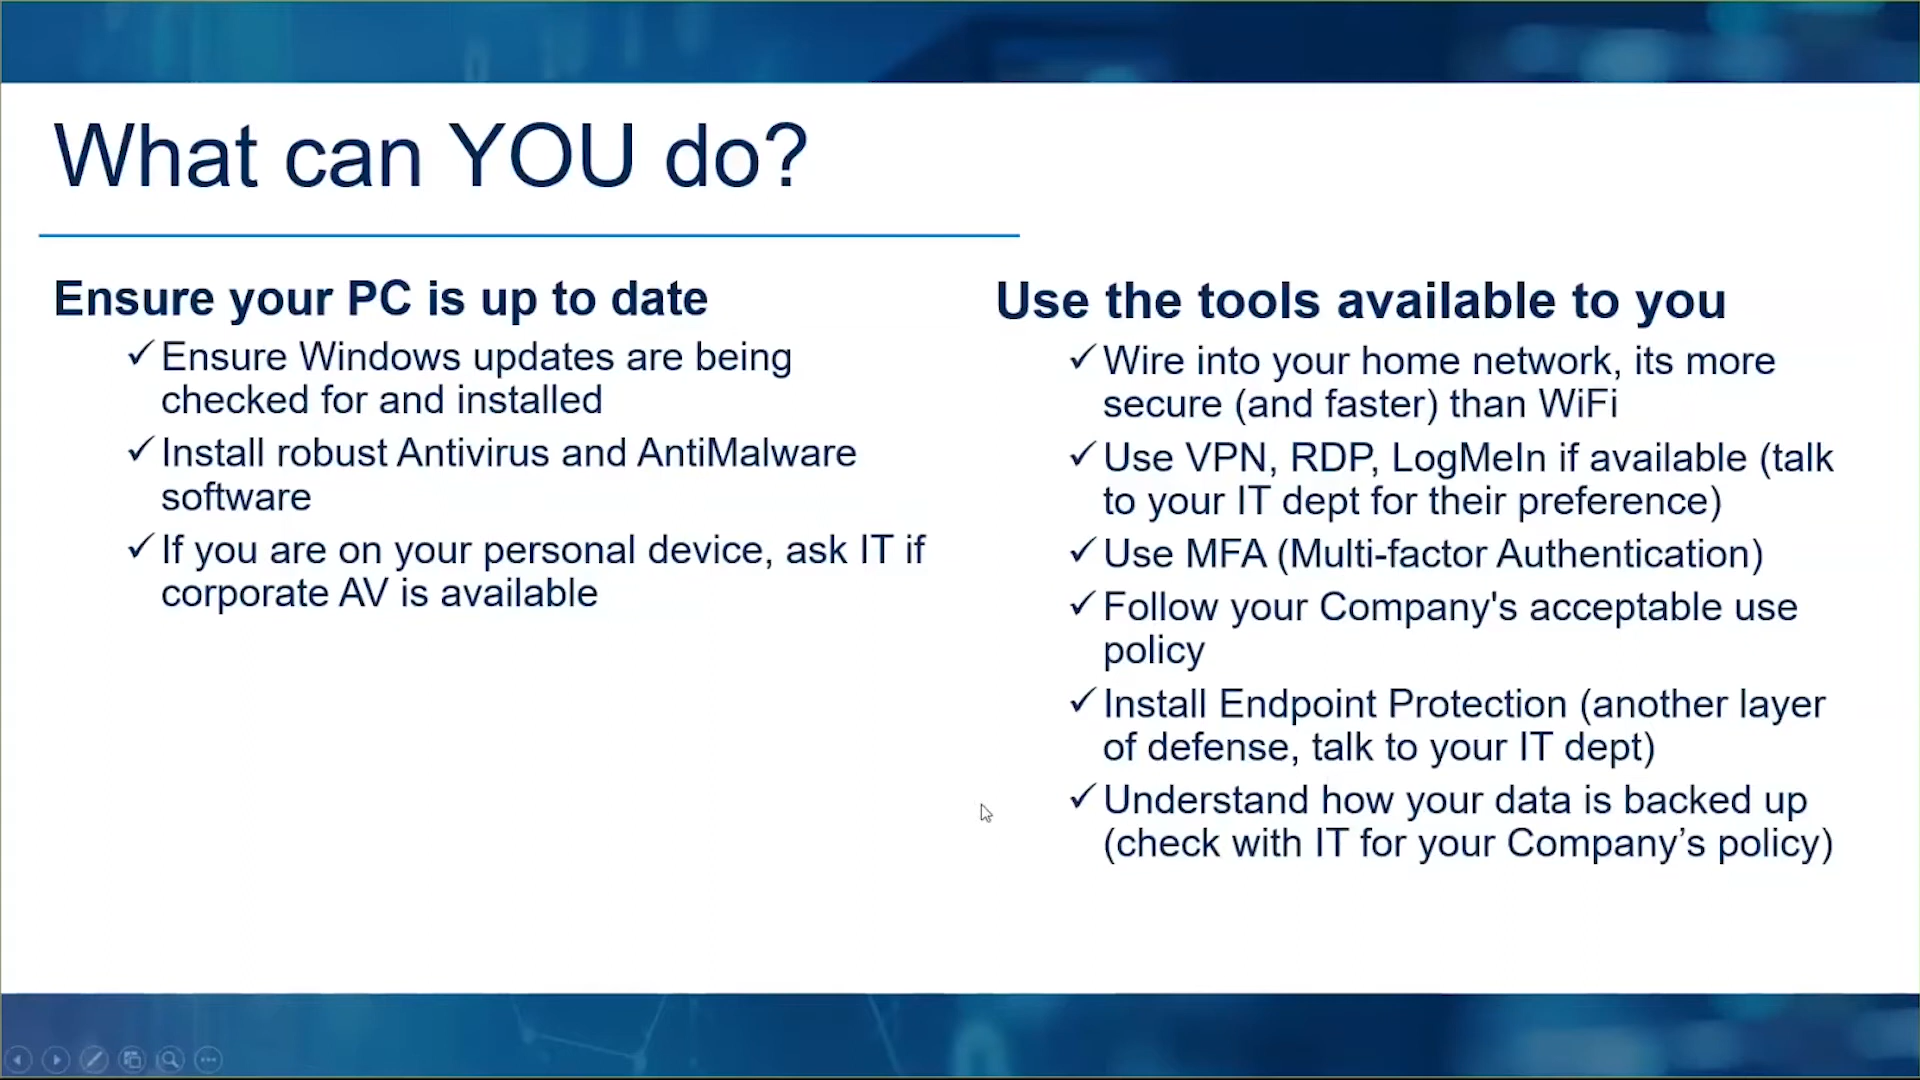 What can YOU do?
Ensure your PC is up to date
✓Ensure Windows updates are being
checked for and installed
✓Install robust Antivirus and AntiMalware
software
✓If you are on your personal device, ask IT if
corporate AV is available
Use the tools available to you
✓Wire into your home network, its more
secure (and faster) than WiFi
✓Use VPN, RDP, LogMeIn if available (talk
to your IT dept for their preference)
✓Use MFA (Multi-factor Authentication)
✓Follow your Company's acceptable use
policy
✓Install Endpoint Protection (another layer
of defense, talk to your IT dept)
✓Understand how your data is backed up
(check with IT for your Company’s policy)